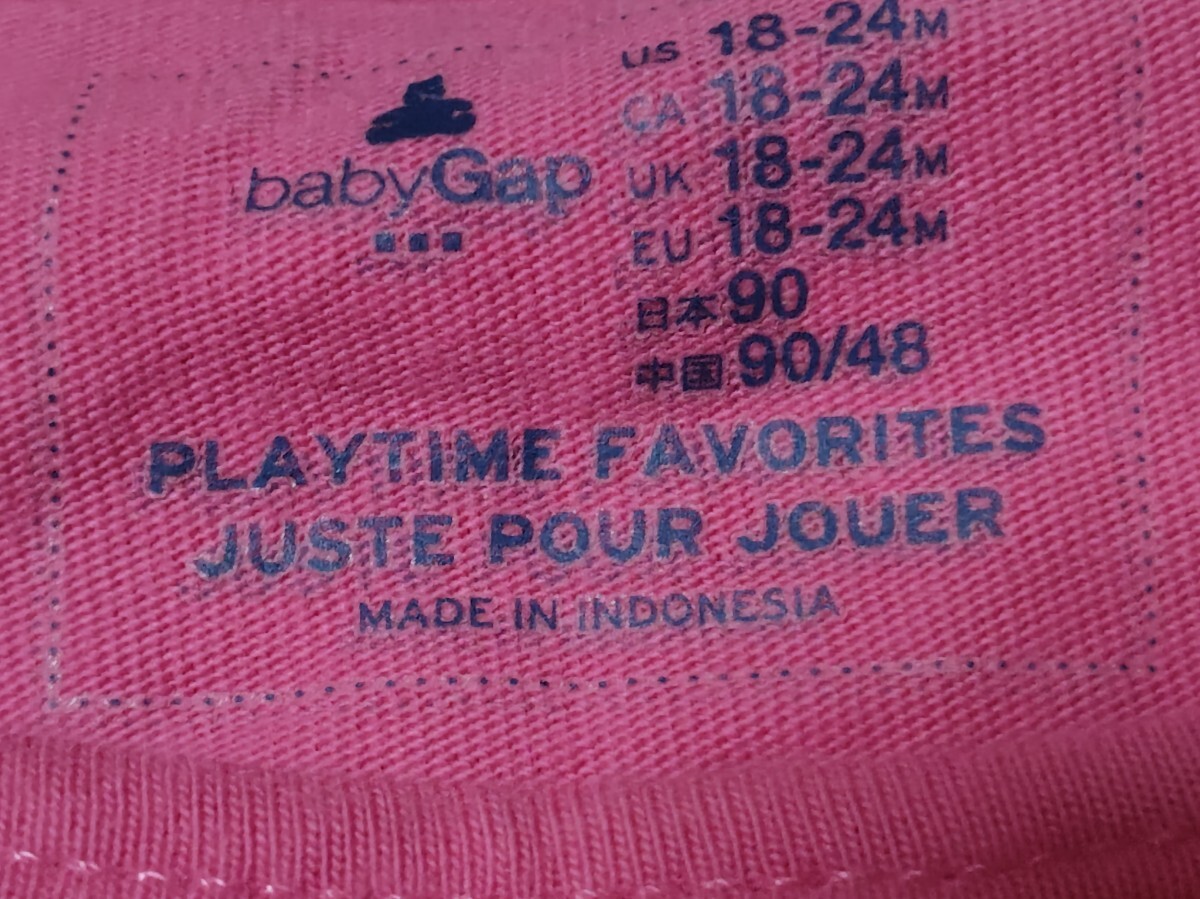 babyGap
US 18-24M
CA 18-24M
UK 18-24M
EU 18-24M
日本 90
中国 90/48
PLAYTIME FAVORITES
JUSTE POUR JOUER
MADE IN INDONESIA